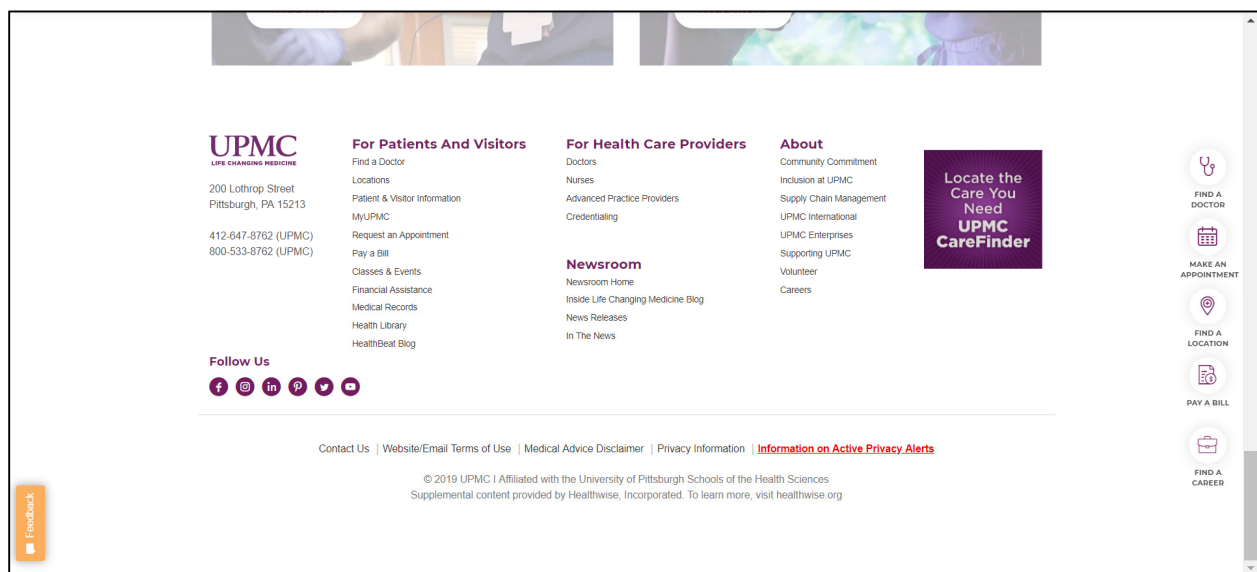 UPMC
LIFE CHANGING MEDICINE
200 Lothrop Street
Pittsburgh, PA 15213
412-647-8762 (UPMC)
800-533-8762 (UPMC)
For Patients And Visitors
Find a Doctor
Locations
Patient & Visitor Information
MyUPMC
Request an Appointment
Pay a Bill
Classes & Events
Financial Assistance
Medical Records
Health Library
HealthBeat Blog
For Health Care Providers
Doctors
Nurses
Advanced Practice Providers
Credentialing
Newsroom
Newsroom Home
Inside Life Changing Medicine Blog
News Releases
In The News
About
Community Commitment
Inclusion at UPMC
Supply Chain Management
UPMC International
UPMC Enterprises
Supporting UPMC
Volunteer
Careers
Locate the
Care You
Need
UPMC
CareFinder
FIND A
DOCTOR
MAKE AN
APPOINTMENT
FIND A
LOCATION
PAY A BILL
FIND A
CAREER
Follow Us
Contact Us | Website/Email Terms of Use | Medical Advice Disclaimer | Privacy Information | Information on Active Privacy Alerts
© 2019 UPMC I Affiliated with the University of Pittsburgh Schools of the Health Sciences
Supplemental content provided by Healthwise, Incorporated. To learn more, visit healthwise.org
Feedback